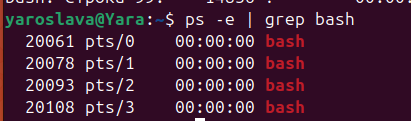 yaroslava@Yara:~$ ps -e | grep bash
20061 pts/0    00:00:00 bash
20078 pts/1    00:00:00 bash
20093 pts/2    00:00:00 bash
20108 pts/3    00:00:00 bash